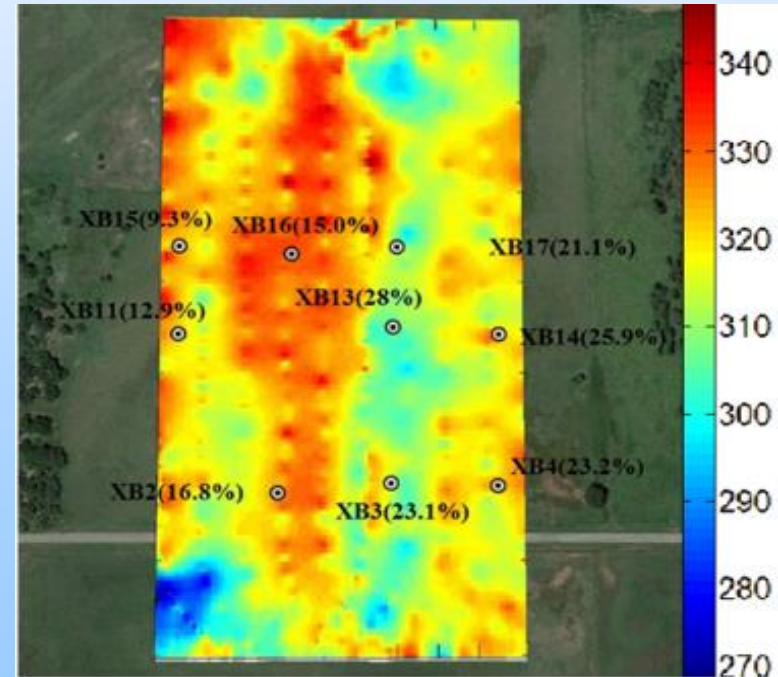 340
330
320
310
300
290
280
270
XB15(9.3%)
XB16(15.0%)
XB17(21.1%)
XB13(28%)
XB11(12.9%)
XB14(25.9%)
XB4(23.2%)
XB2(16.8%)
XB3(23.1%)